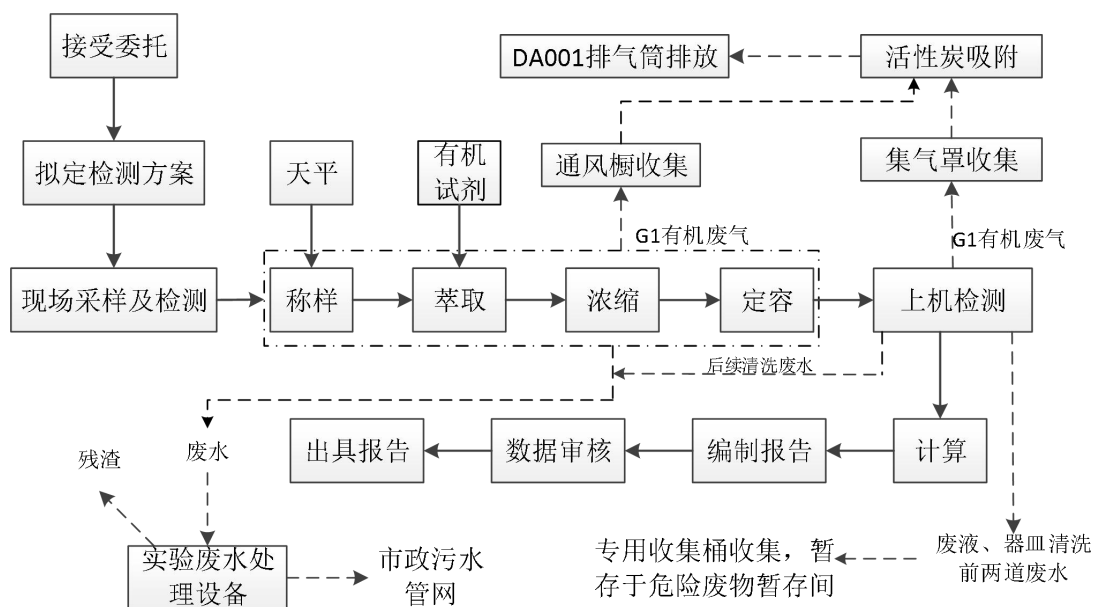 接受委托
DA001排气筒排放
活性炭吸附
拟定检测方案
天平
有机
试剂
通风橱收集
集气罩收集
G1有机废气
G1有机废气
现场采样及检测
称样
萃取
浓缩
定容
上机检测
后续清洗废水
残渣
废水
出具报告
数据审核
编制报告
计算
实验废水处
理设备
市政污水
管网
专用收集桶收集，暂
存于危险废物暂存间
废液、器皿清洗
前两道废水